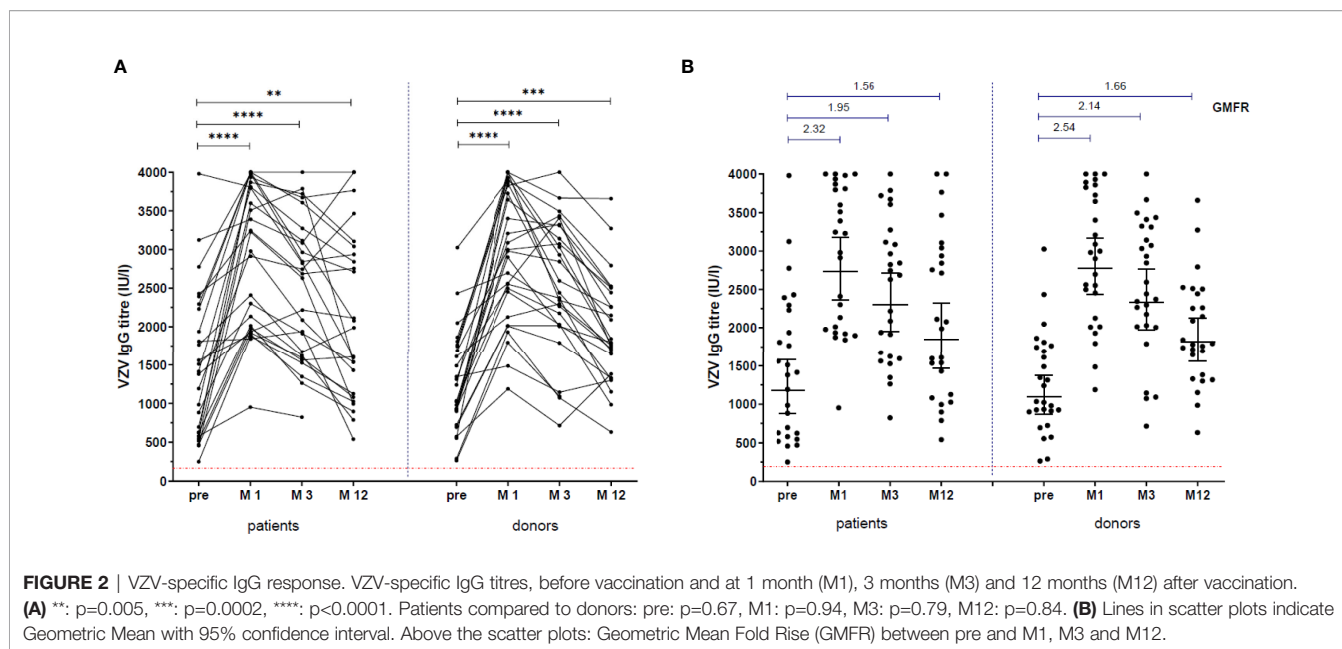 A
B
**
***
1.56
1.66
GMFR
****
****
1.95
2.14
****
****
2.32
2.54
VZV IgG titre (IU/l)
4000
3500
3000
2500
2000
1500
1000
500
0
pre M 1 M 3 M 12 pre M 1 M 3 M 12
patients donors
VZV IgG titre (IU/l)
4000
3500
3000
2500
2000
1500
1000
500
0
pre M1 M3 M12 pre M1 M3 M12
patients donors
FIGURE 2 | VZV-specific IgG response. VZV-specific IgG titres, before vaccination and at 1 month (M1), 3 months (M3) and 12 months (M12) after vaccination.
(A) **: p=0.005, ***: p=0.0002, ****: p<0.0001. Patients compared to donors: pre: p=0.67, M1: p=0.94, M3: p=0.79, M12: p=0.84. (B) Lines in scatter plots indicate
Geometric Mean with 95% confidence interval. Above the scatter plots: Geometric Mean Fold Rise (GMFR) between pre and M1, M3 and M12.